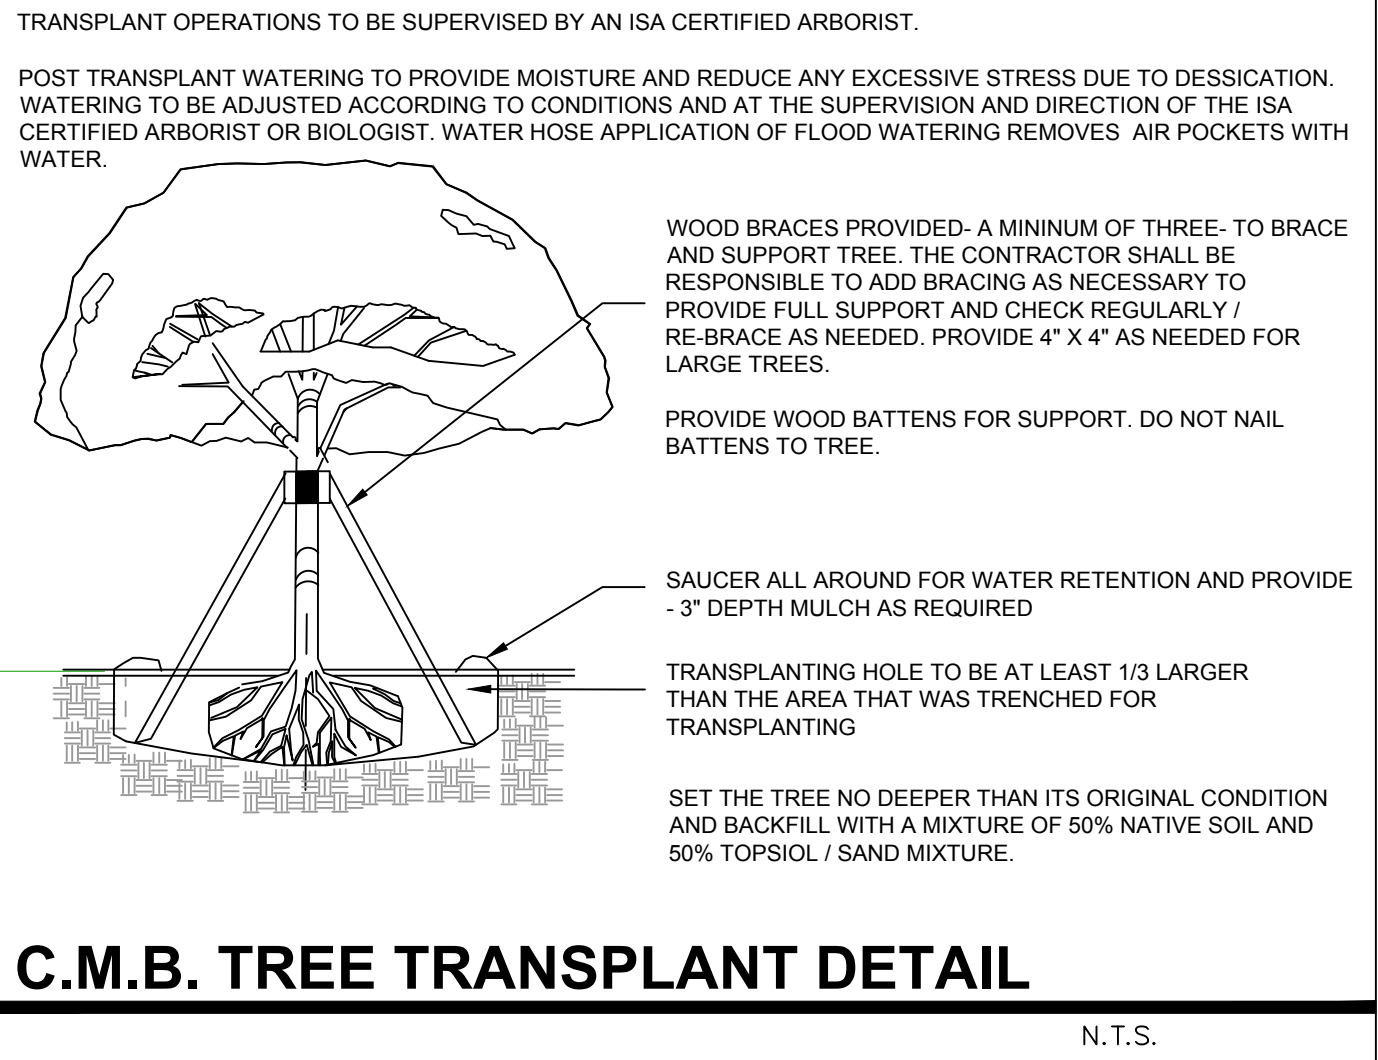 TRANSPLANT OPERATIONS TO BE SUPERVISED BY AN ISA CERTIFIED ARBORIST.
POST TRANSPLANT WATERING TO PROVIDE MOISTURE AND REDUCE ANY EXCESSIVE STRESS DUE TO DESSICATION.
WATERING TO BE ADJUSTED ACCORDING TO CONDITIONS AND AT THE SUPERVISION AND DIRECTION OF THE ISA
CERTIFIED ARBORIST OR BIOLOGIST. WATER HOSE APPLICATION OF FLOOD WATERING REMOVES AIR POCKETS WITH
WATER.
WOOD BRACES PROVIDED- A MININUM OF THREE- TO BRACE
AND SUPPORT TREE. THE CONTRACTOR SHALL BE
RESPONSIBLE TO ADD BRACING AS NECESSARY TO
PROVIDE FULL SUPPORT AND CHECK REGULARLY /
RE-BRACE AS NEEDED. PROVIDE 4" X 4" AS NEEDED FOR
LARGE TREES.
PROVIDE WOOD BATTENS FOR SUPPORT. DO NOT NAIL
BATTENS TO TREE.
SAUCER ALL AROUND FOR WATER RETENTION AND PROVIDE
- 3" DEPTH MULCH AS REQUIRED
TRANSPLANTING HOLE TO BE AT LEAST 1/3 LARGER
THAN THE AREA THAT WAS TRENCHED FOR
TRANSPLANTING
SET THE TREE NO DEEPER THAN ITS ORIGINAL CONDITION
AND BACKFILL WITH A MIXTURE OF 50% NATIVE SOIL AND
50% TOPSIOL / SAND MIXTURE.
C.M.B. TREE TRANSPLANT DETAIL
N.T.S.